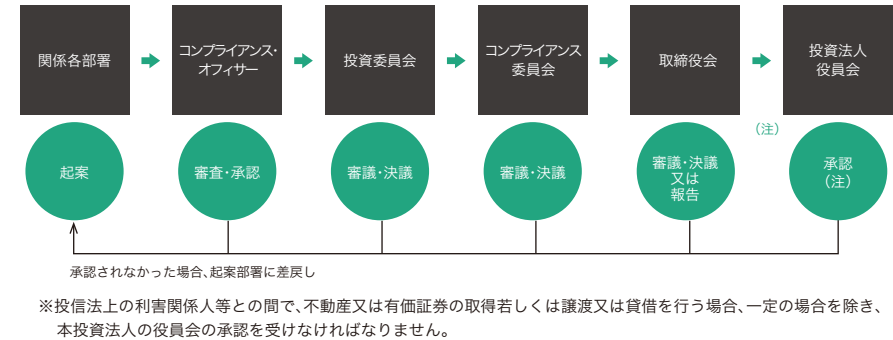 関係各部署
コンプライアンス・
オフィサー
投資委員会
コンプライアンス
委員会
取締役会
投資法人
役員会
(注)
起案
審査・承認
審議・決議
審議・決議
審議・決議
又は
報告
承認
(注)
承認されなかった場合、起案部署に差戻し
※投信法上の利害関係人等との間で、不動産又は有価証券の取得若しくは譲渡又は貸借を行う場合、一定の場合を除き、
本投資法人の役員会の承認を受けなければなりません。